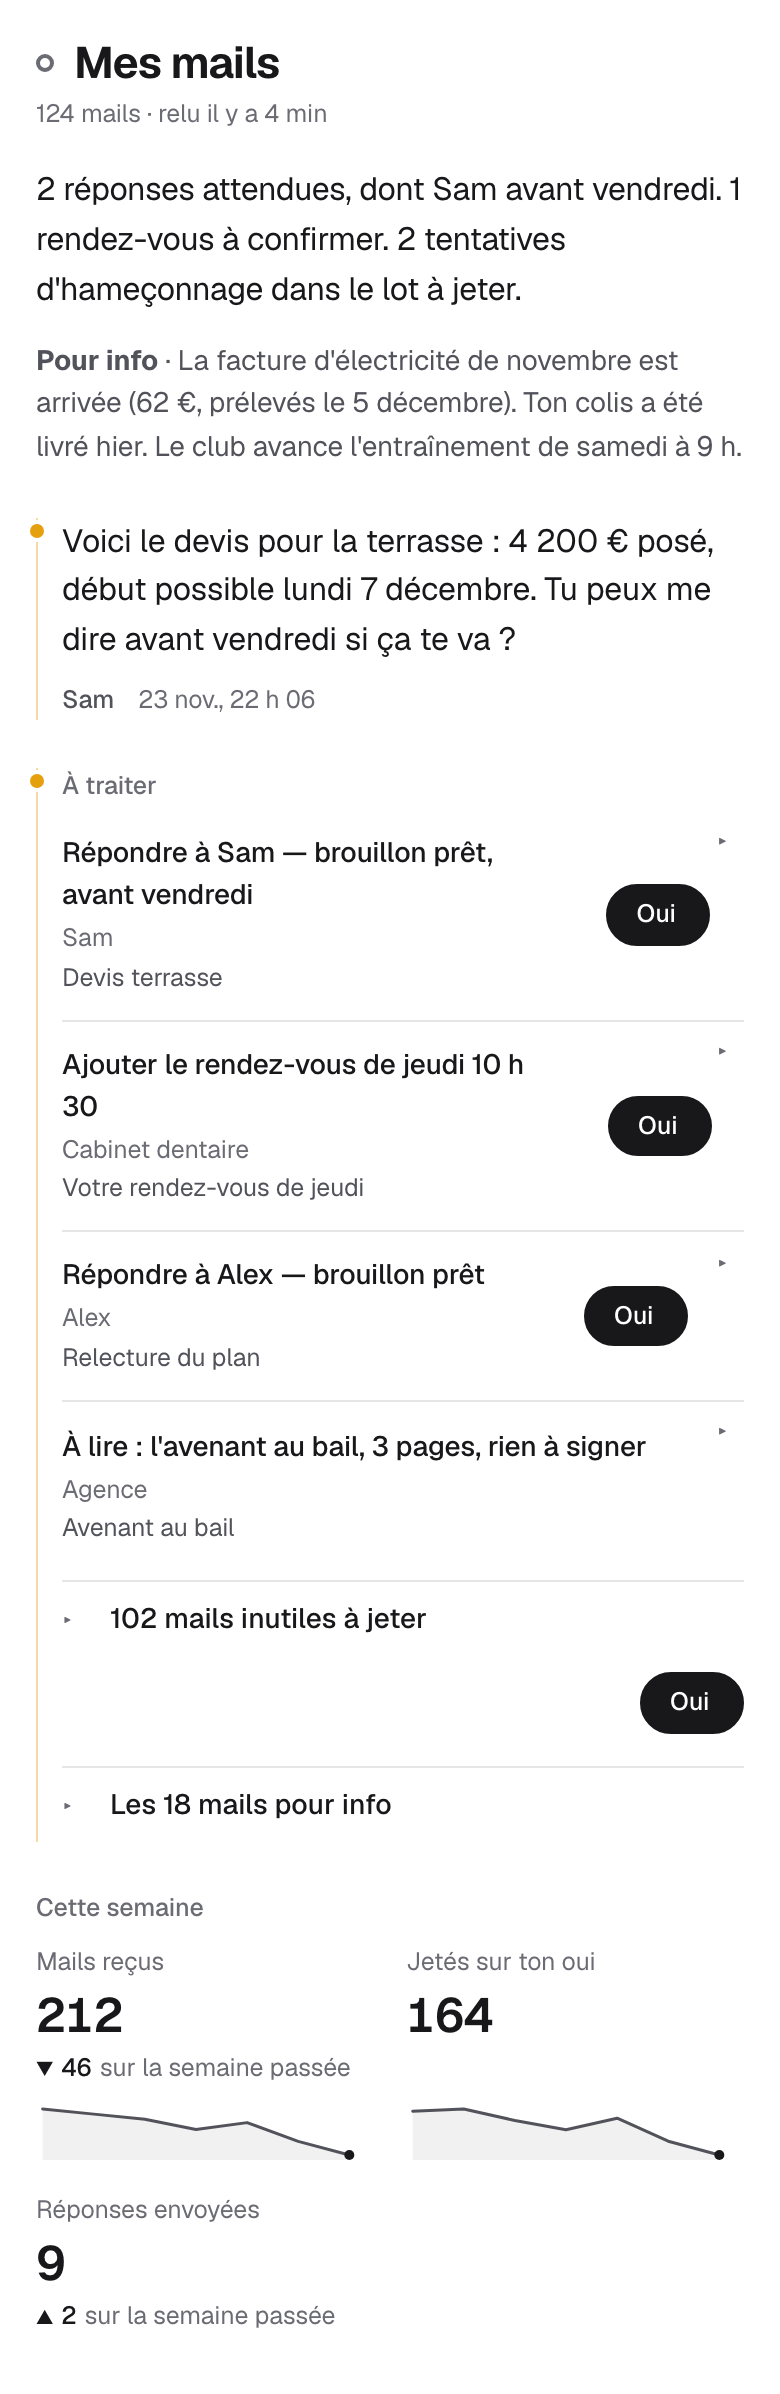 Mes mails
124 mails · relu il y a 4 min
2 réponses attendues, dont Sam avant vendredi. 1
rendez-vous à confirmer. 2 tentatives
d'hameçonnage dans le lot à jeter.
Pour info · La facture d'électricité de novembre est
arrivée (62 €, prélevés le 5 décembre). Ton colis a été
livré hier. Le club avance l'entraînement de samedi à 9 h.
Voici le devis pour la terrasse : 4 200 € posé,
début possible lundi 7 décembre. Tu peux me
dire avant vendredi si ça te va ?
Sam 23 nov., 22 h 06
À traiter
Répondre à Sam — brouillon prêt,
avant vendredi
Oui
Sam
Devis terrasse
Ajouter le rendez-vous de jeudi 10 h
30
Oui
Cabinet dentaire
Votre rendez-vous de jeudi
Répondre à Alex — brouillon prêt
Oui
Alex
Relecture du plan
À lire : l'avenant au bail, 3 pages, rien à signer
Agence
Avenant au bail
102 mails inutiles à jeter
Oui
Les 18 mails pour info
Cette semaine
Mails reçus
212
▼ 46 sur la semaine passée
Jetés sur ton oui
164
Réponses envoyées
9
▲ 2 sur la semaine passée